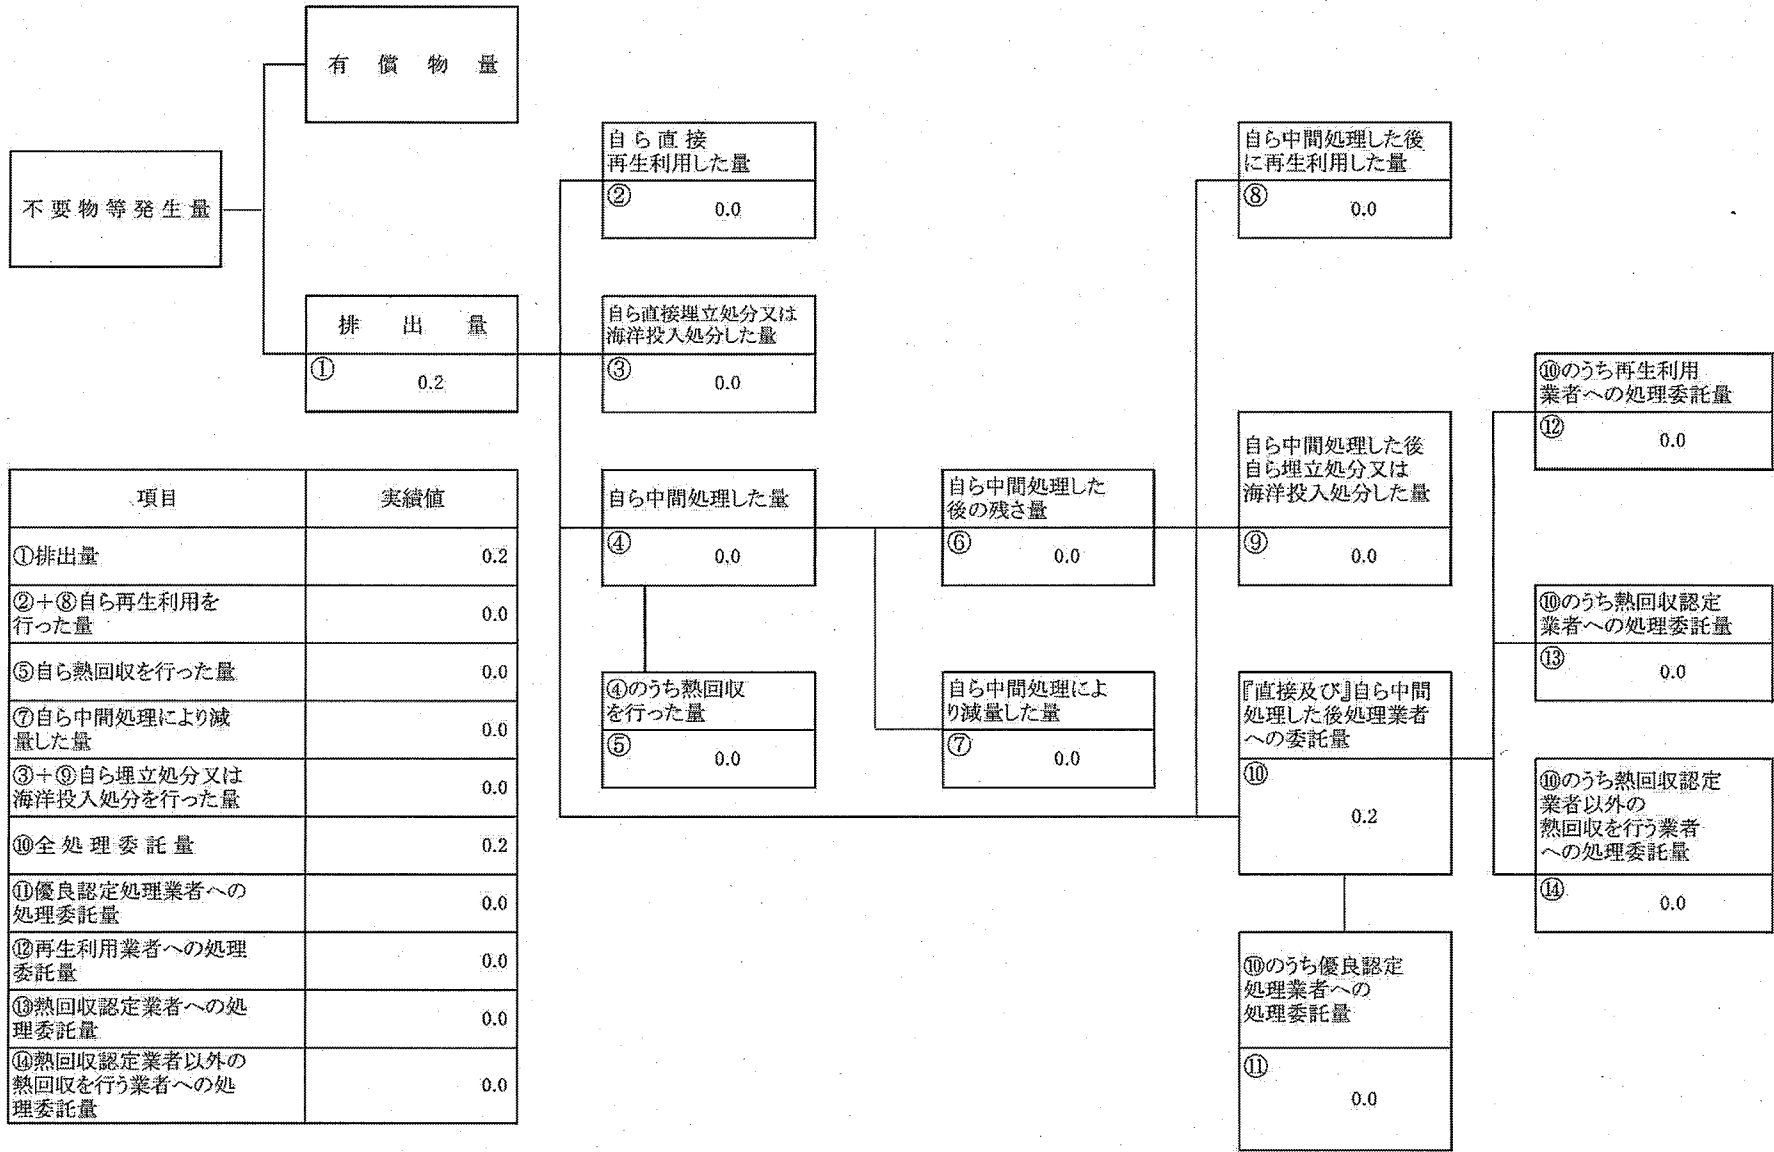 有償物量
不要物等発生量
排出量
①
0.2
自ら直接
再生利用した量
②
0.0
自ら直接埋立処分又は
海洋投入処分した量
③
0.0
自ら中間処理した量
④
0.0
④のうち熱回収
を行った量
⑤
0.0
自ら中間処理した
後の残さ量
⑥
0.0
自ら中間処理によ
り減量した量
⑦
0.0
自ら中間処理した後
に再生利用した量
⑧
0.0
自ら中間処理した後
自ら埋立処分又は
海洋投入処分した量
⑨
0.0
『直接及び』自ら中間
処理した後処理業者
への委託量
⑩
0.2
⑩のうち優良認定
処理業者への
処理委託量
⑪
0.0
⑩のうち再生利用
業者への処理委託量
⑫
0.0
⑩のうち熱回収認定
業者への処理委託量
⑬
0.0
⑩のうち熱回収認定
業者以外の
熱回収を行う業者
への処理委託量
⑭
0.0
項目 実績値
①排出量 0.2
②+⑧自ら再生利用を
行った量 0.0
⑤自ら熱回収を行った量 0.0
⑦自ら中間処理により減
量した量 0.0
③+⑨自ら埋立処分又は
海洋投入処分を行った量 0.0
⑩全処理委託量 0.2
⑪優良認定処理業者への
処理委託量 0.0
⑫再生利用業者への処理
委託量 0.0
⑬熱回収認定業者への処
理委託量 0.0
⑭熱回収認定業者以外の
熱回収を行う業者への処
理委託量 0.0